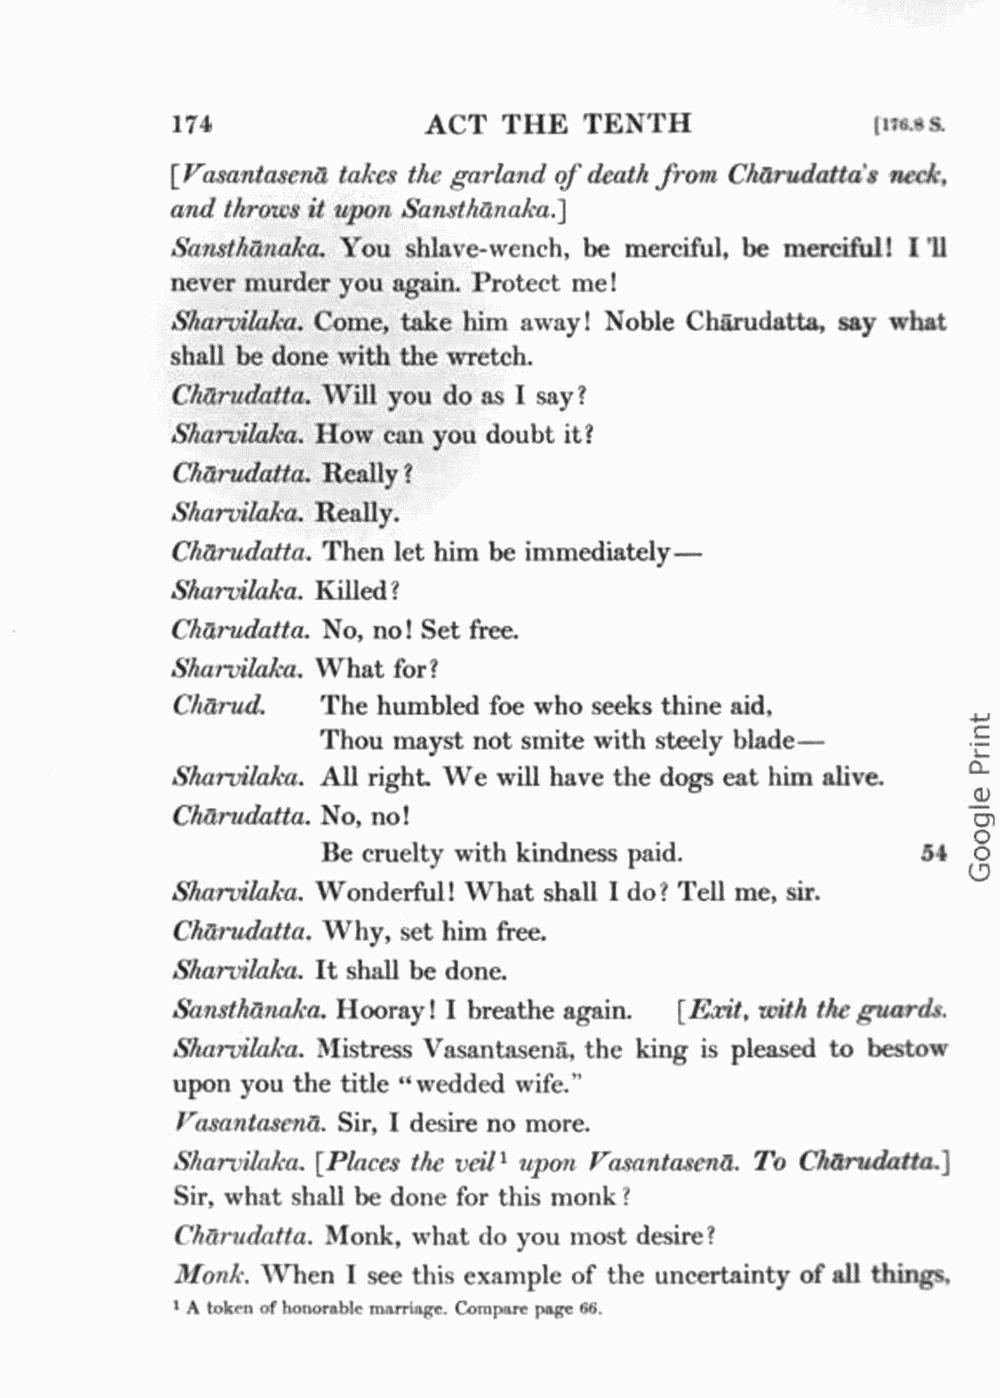 174 ACT THE TENTH [176.8 S.
[Vasantasenā takes the garland of death from Chārudatta's neck,
and throws it upon Sansthānaka.]
Sansthānaka. You shlave-wench, be merciful, be merciful! I 'll
never murder you again. Protect me!
Sharvilaka. Come, take him away! Noble Chārudatta, say what
shall be done with the wretch.
Chārudatta. Will you do as I say?
Sharvilaka. How can you doubt it?
Chārudatta. Really?
Sharvilaka. Really.
Chārudatta. Then let him be immediately—
Sharvilaka. Killed?
Chārudatta. No, no! Set free.
Sharvilaka. What for?
Chārud. The humbled foe who seeks thine aid,
Thou mayst not smite with steely blade—
Sharvilaka. All right. We will have the dogs eat him alive.
Chārudatta. No, no!
Be cruelty with kindness paid. 54
Sharvilaka. Wonderful! What shall I do? Tell me, sir.
Chārudatta. Why, set him free.
Sharvilaka. It shall be done.
Sansthānaka. Hooray! I breathe again. [Exit, with the guards.
Sharvilaka. Mistress Vasantasenā, the king is pleased to bestow
upon you the title "wedded wife."
Vasantasenā. Sir, I desire no more.
Sharvilaka. [Places the veil¹ upon Vasantasenā. To Chārudatta.]
Sir, what shall be done for this monk?
Chārudatta. Monk, what do you most desire?
Monk. When I see this example of the uncertainty of all things,
¹ A token of honorable marriage. Compare page 66.
Google Print